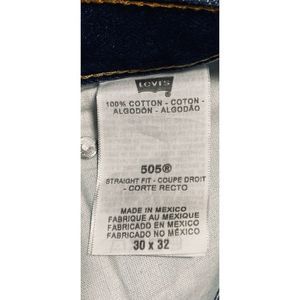 LEVI'S
100% COTTON - COTON -
ALGODÓN - ALGODÃO
505®
STRAIGHT FIT - COUPE DROIT
- CORTE RECTO
MADE IN MEXICO
FABRIQUE AU MEXIQUE
FABRICADO EN MEXICO
FABRICADO NO MÉXICO
30 x 32